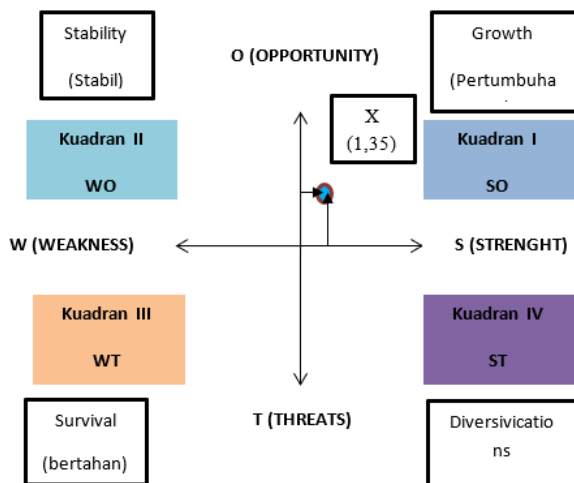 Stability
(Stabil)
O (OPPORTUNITY)
Growth
(Pertumbuha
X
(1,35)
Kuadran II
WO
Kuadran I
SO
W (WEAKNESS)
S (STRENGHT)
Kuadran III
WT
Kuadran IV
ST
Survival
(bertahan)
T (THREATS)
Diversivicatio
ns